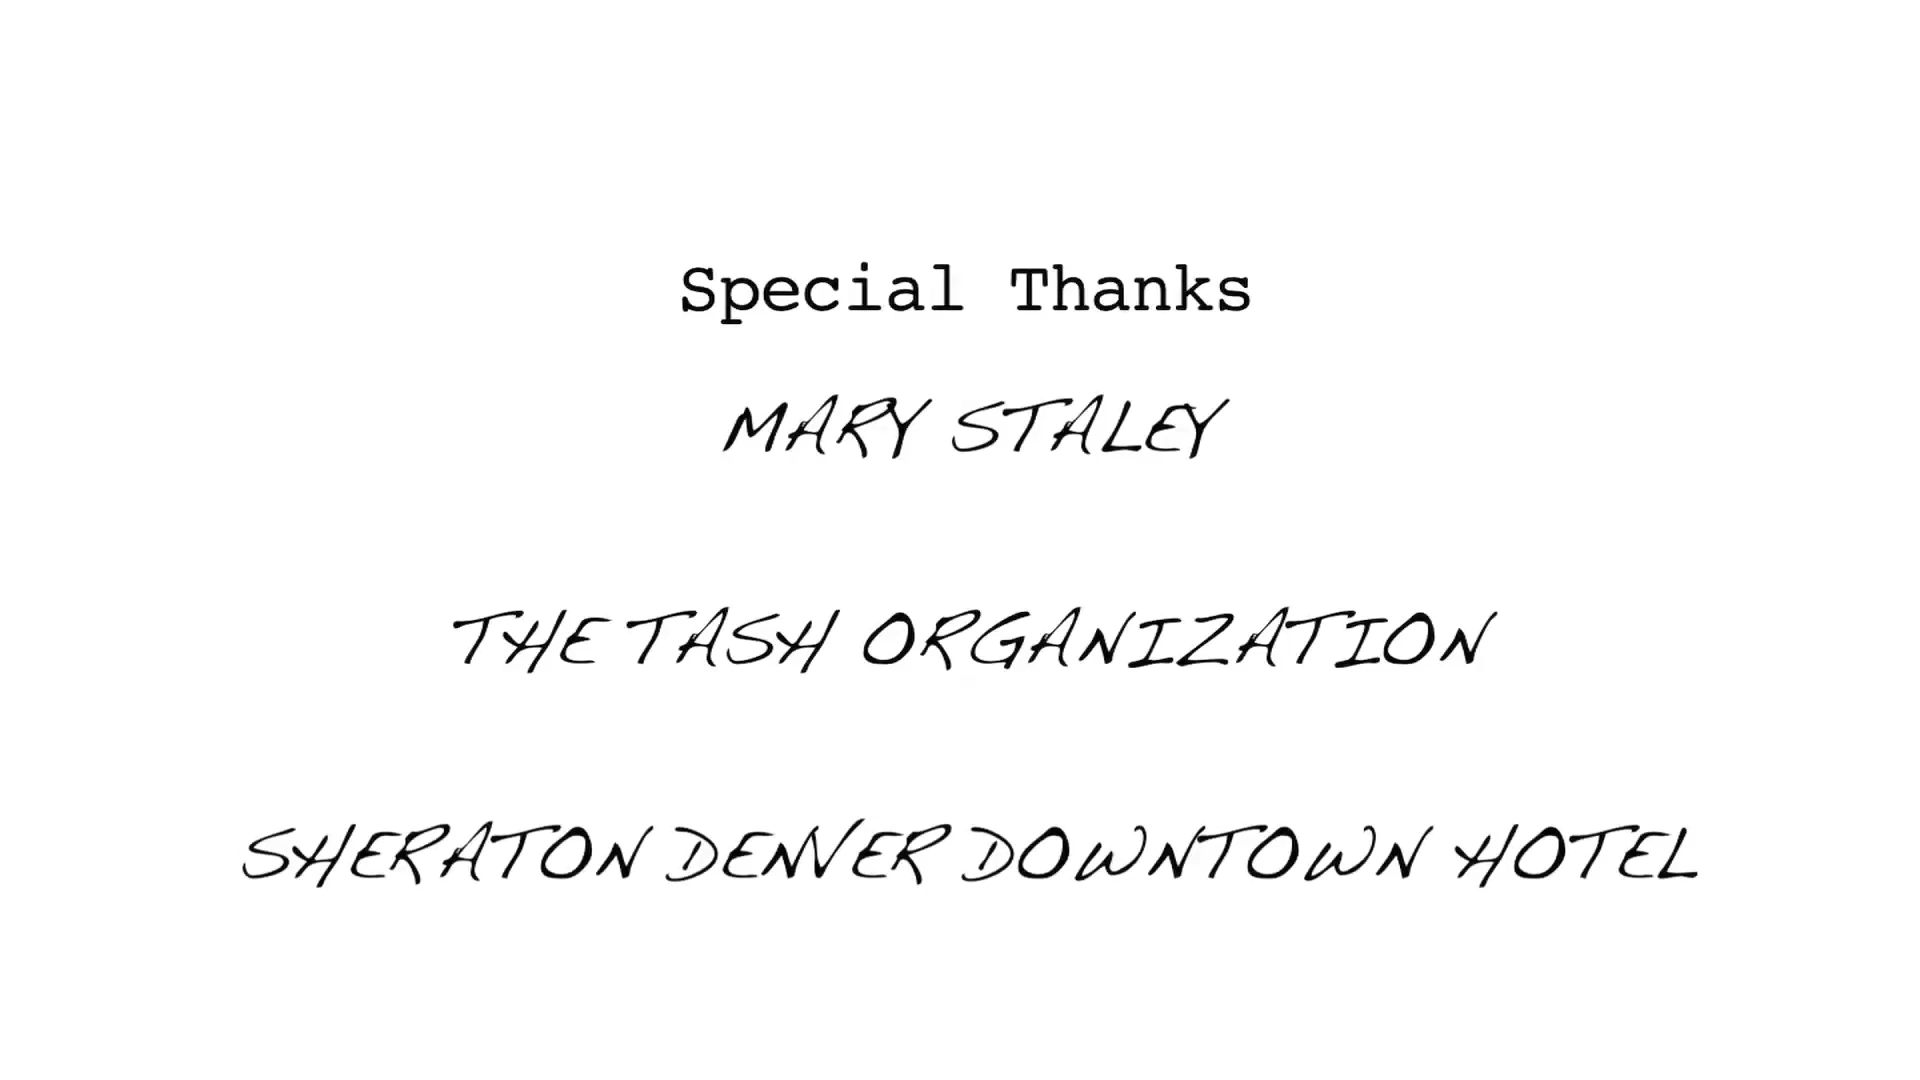 Special Thanks
MARY STALEY
THE TASH ORGANIZATION
SHERATON DENVER DOWNTOWN HOTEL